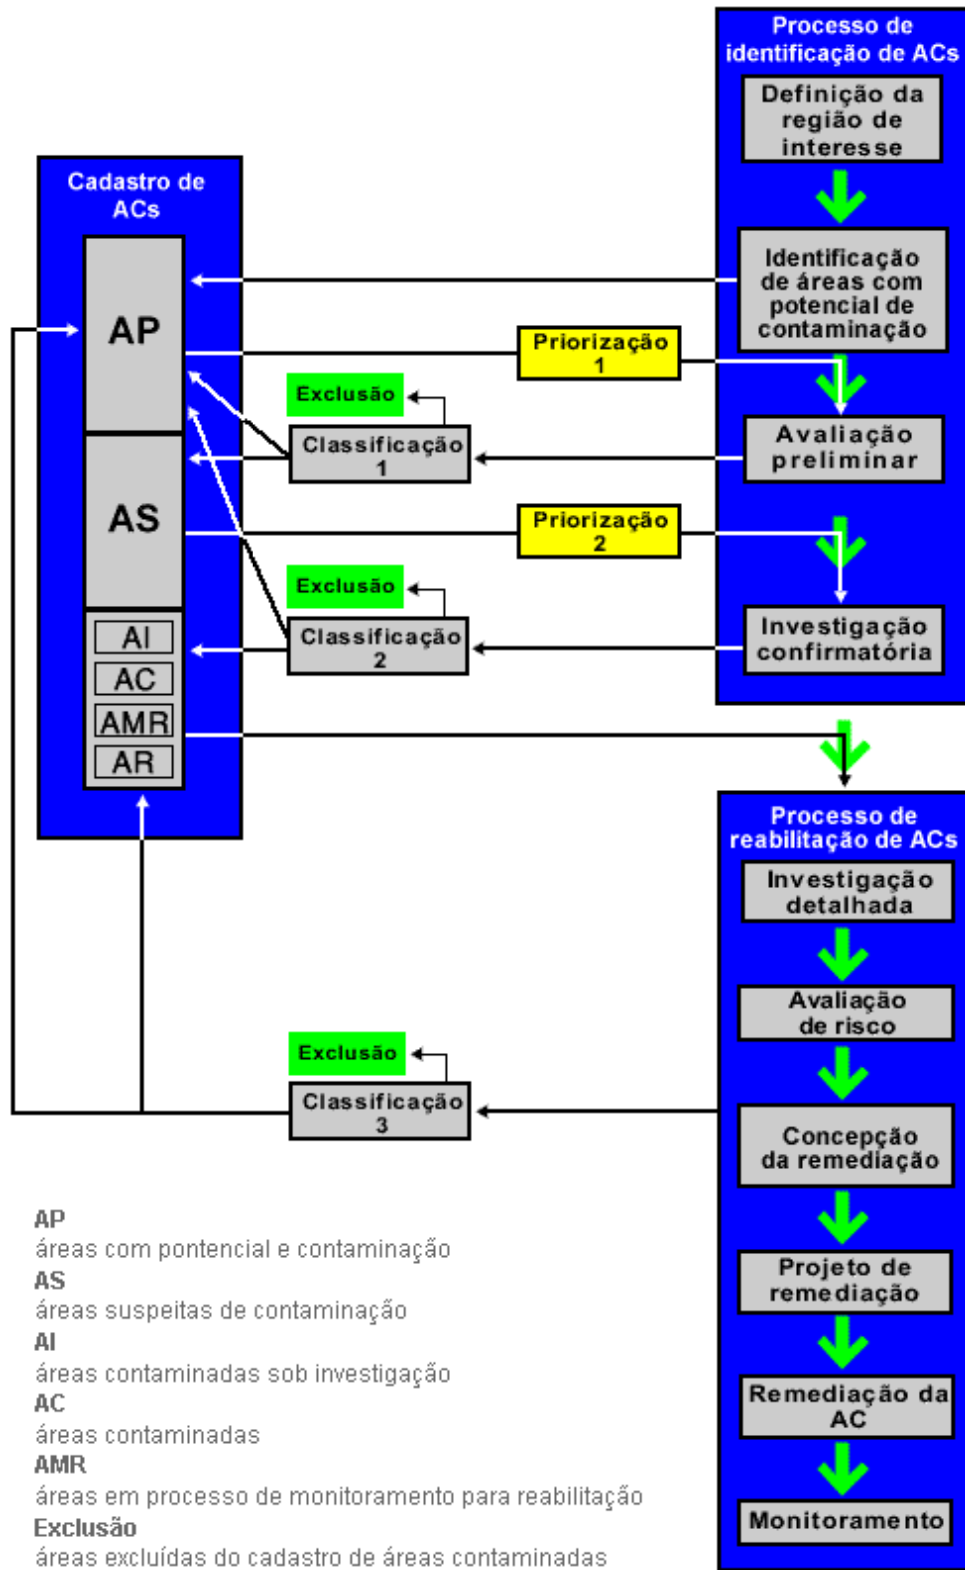 Processo de
identificação de ACs
Definição da
região de
interesse
Identificação
de áreas com
potencial de
contaminação
Avaliação
preliminar
Investigação
confirmatória
Cadastro de
ACs
AP
AS
AI
AC
AMR
AR
Priorização
1
Exclusão
Classificação
1
Priorização
2
Exclusão
Classificação
2
Processo de
reabilitação de ACs
Investigação
detalhada
Avaliação
de risco
Concepção
da remediação
Projeto de
remediação
Remediação da
AC
Monitoramento
Exclusão
Classificação
3
AP
áreas com pontencial e contaminação
AS
áreas suspeitas de contaminação
AI
áreas contaminadas sob investigação
AC
áreas contaminadas
AMR
áreas em processo de monitoramento para reabilitação
Exclusão
áreas excluídas do cadastro de áreas contaminadas